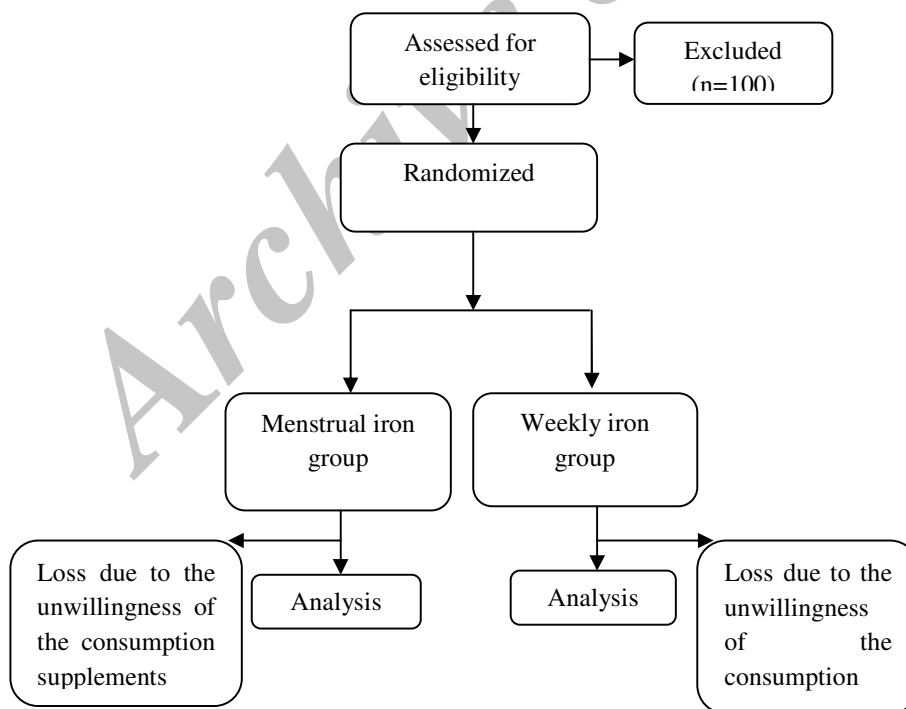 Assessed for
eligibility
Excluded
(n=100)
Randomized
Menstrual iron
group
Weekly iron
group
Loss due to the
unwillingness of
the consumption
supplements
Analysis
Analysis
Loss due to the
unwillingness
of the
consumption